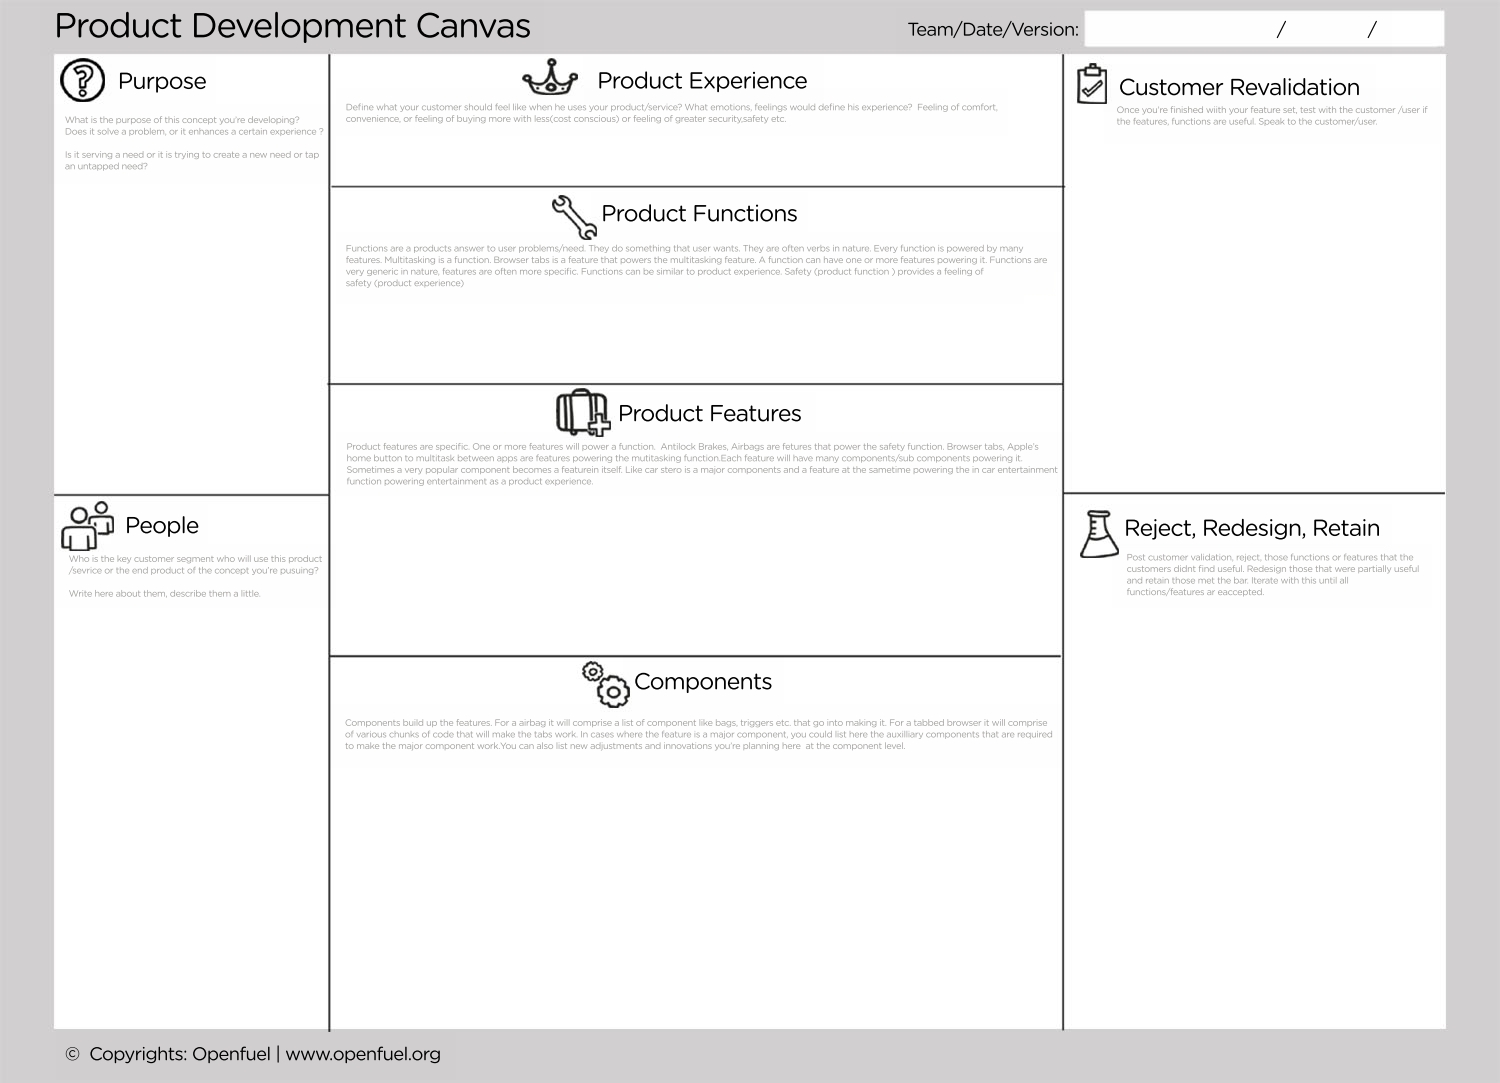 Product Development Canvas
Team/Date/Version: / /
Purpose
What is the purpose of this concept you're developing?
Does it solve a problem, or it enhances a certain experience ?
Is it serving a need or it is trying to create a new need or tap
an untapped need?
People
Who is the key customer segment who will use this product
/sevrice or the end product of the concept you're pusuing?
Write here about them, describe them a little.
Product Experience
Define what your customer should feel like when he uses your product/service? What emotions, feelings would define his experience? Feeling of comfort,
convenience, or feeling of buying more with less(cost conscious) or feeling of greater security,safety etc.
Product Functions
Functions are a products answer to user problems/need. They do something that user wants. They are often verbs in nature. Every function is powered by many
features. Multitasking is a function. Browser tabs is a feature that powers the multitasking feature. A function can have one or more features powering it. Functions are
very generic in nature, features are often more specific. Functions can be similar to product experience. Safety (product function ) provides a feeling of
safety (product experience)
Product Features
Product features are specific. One or more features will power a function. Antilock Brakes, Airbags are fetures that power the safety function. Browser tabs, Apple's
home button to multitask between apps are features powering the mutitasking function.Each feature will have many components/sub components powering it.
Sometimes a very popular component becomes a featurein itself. Like car stero is a major components and a feature at the sametime powering the in car entertainment
function powering entertainment as a product experience.
Components
Components build up the features. For a airbag it will comprise a list of component like bags, triggers etc. that go into making it. For a tabbed browser it will comprise
of various chunks of code that will make the tabs work. In cases where the feature is a major component, you could list here the auxilliary components that are required
to make the major component work.You can also list new adjustments and innovations you're planning here at the component level.
Customer Revalidation
Once you're finished wiith your feature set, test with the customer /user if
the features, functions are useful. Speak to the customer/user.
Reject, Redesign, Retain
Post customer validation, reject, those functions or features that the
customers didnt find useful. Redesign those that were partially useful
and retain those met the bar. Iterate with this until all
functions/features ar eaccepted.
© Copyrights: Openfuel | www.openfuel.org